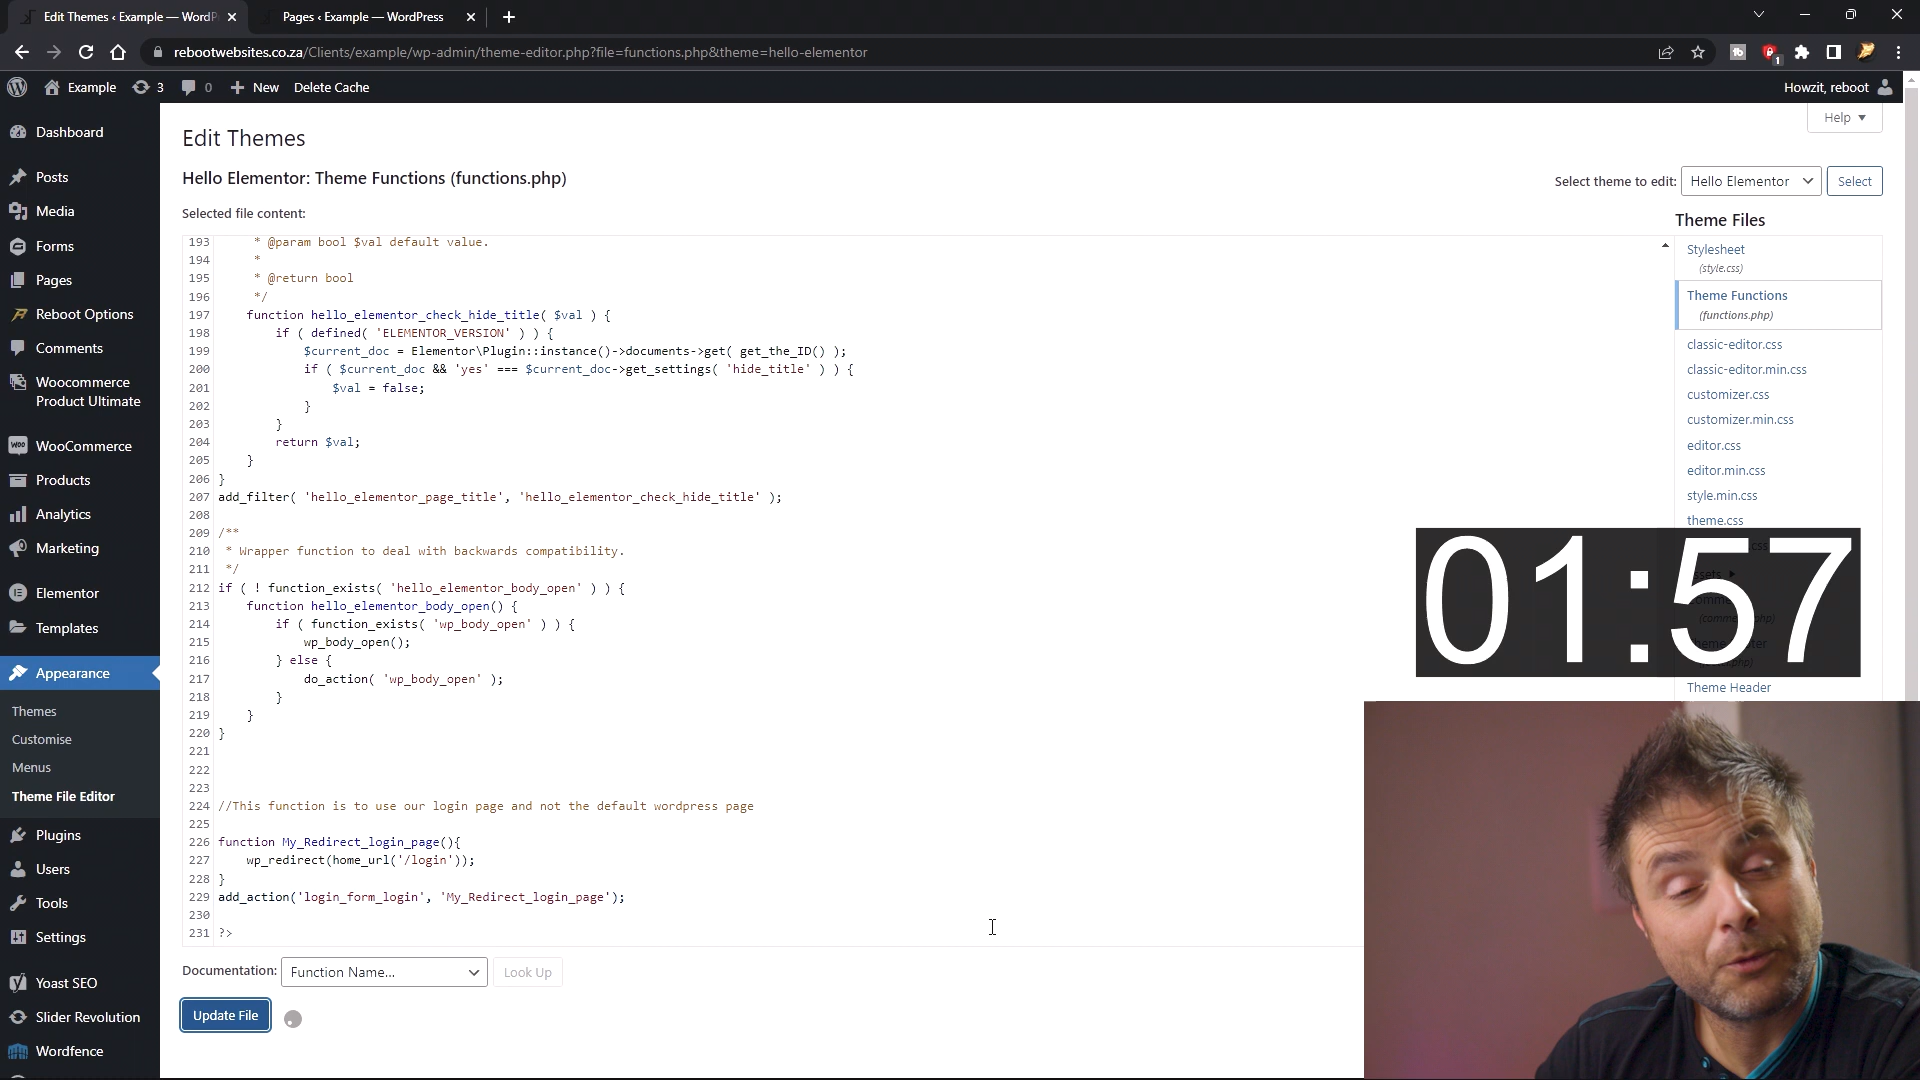 Edit Themes ‹ Example — WordP
Pages ‹ Example — WordPress
rebootwebsites.co.za/Clients/example/wp-admin/theme-editor.php?file=functions.php&theme=hello-elementor
1
Example
3
0
New
Delete Cache
Howzit, reboot
Help
Dashboard
Posts
Media
Forms
Pages
Reboot Options
Comments
Woocommerce
Product Ultimate
WooCommerce
Products
Analytics
Marketing
Elementor
Templates
Appearance
Themes
Customise
Menus
Theme File Editor
Plugins
Users
Tools
Settings
Yoast SEO
Slider Revolution
Wordfence
Edit Themes
Hello Elementor: Theme Functions (functions.php)
Select theme to edit: Hello Elementor Select
Selected file content:
193 * @param bool $val default value.
194 *
195 * @return bool
196 */
197 function hello_elementor_check_hide_title( $val ) {
198 if ( defined( 'ELEMENTOR_VERSION' ) ) {
199 $current_doc = Elementor\Plugin::instance()->documents->get( get_the_ID() );
200 if ( $current_doc && 'yes' === $current_doc->get_settings( 'hide_title' ) ) {
201 $val = false;
202 }
203 }
204 return $val;
205 }
206 }
207 add_filter( 'hello_elementor_page_title', 'hello_elementor_check_hide_title' );
208
209 /**
210 * Wrapper function to deal with backwards compatibility.
211 */
212 if ( ! function_exists( 'hello_elementor_body_open' ) ) {
213 function hello_elementor_body_open() {
214 if ( function_exists( 'wp_body_open' ) ) {
215 wp_body_open();
216 } else {
217 do_action( 'wp_body_open' );
218 }
219 }
220 }
221
222
223
224 //This function is to use our login page and not the default wordpress page
225
226 function My_Redirect_login_page(){
227 wp_redirect(home_url('/login'));
228 }
229 add_action('login_form_login', 'My_Redirect_login_page');
230
231 ?>
Documentation: Function Name... Look Up
Update File
Theme Files
Stylesheet
(style.css)
Theme Functions
(functions.php)
classic-editor.css
classic-editor.min.css
customizer.css
customizer.min.css
editor.css
editor.min.css
style.min.css
theme.css
01:57
Theme Header